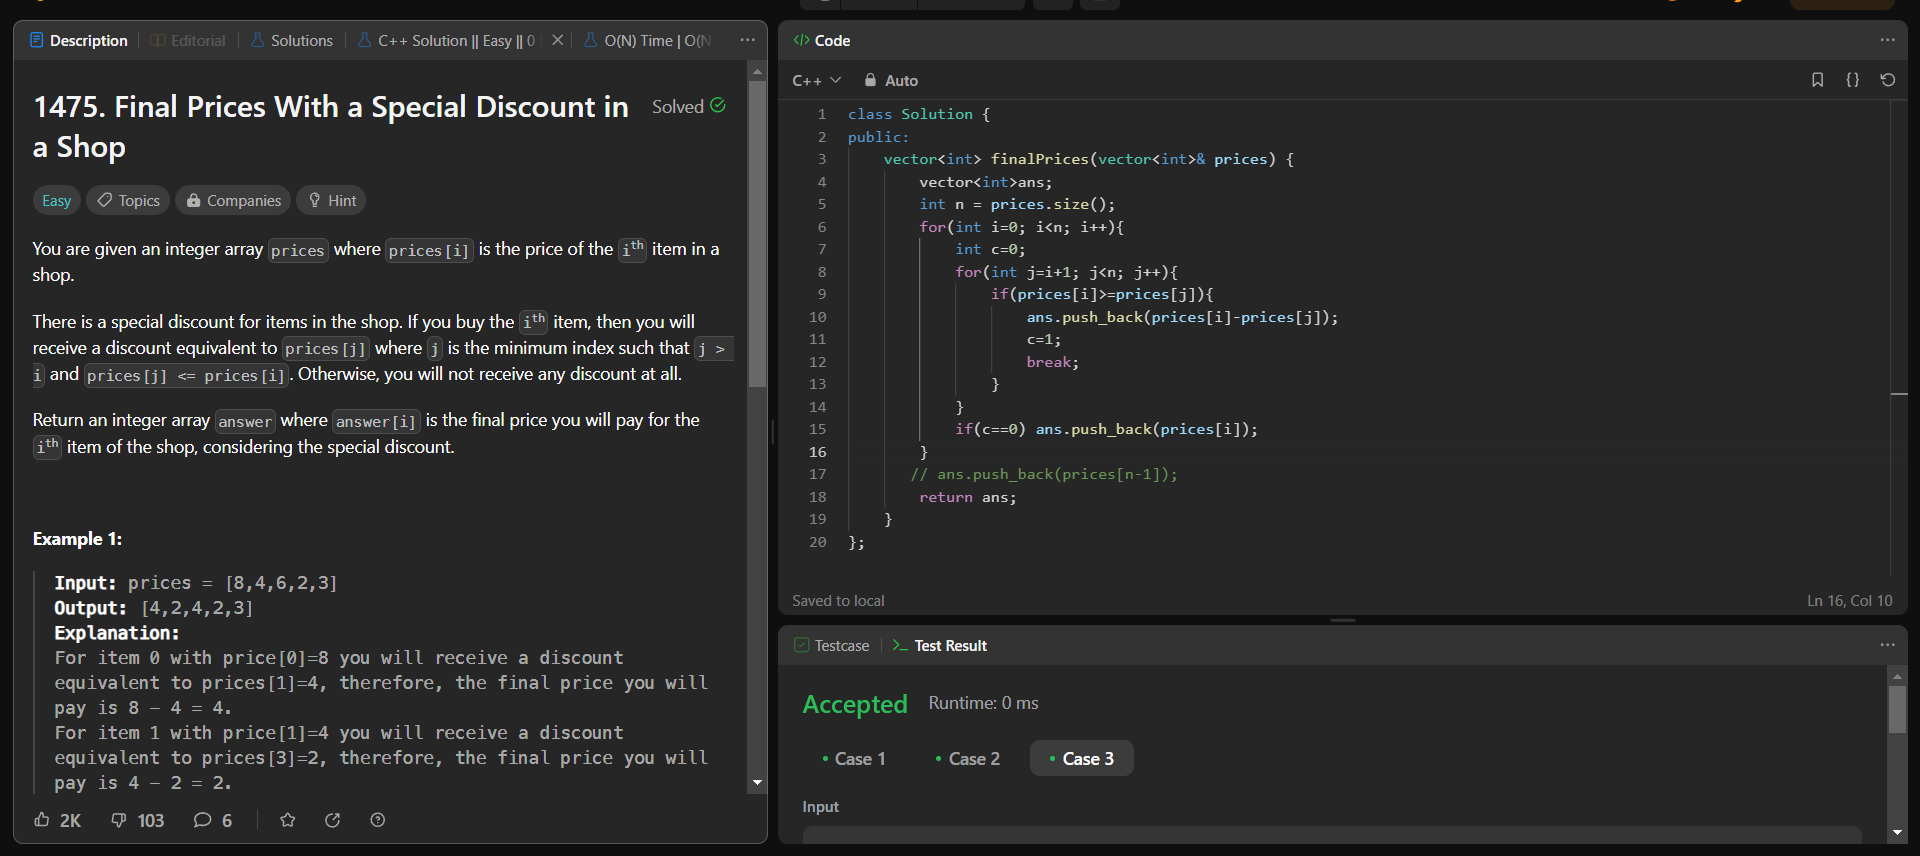 Description
Editorial
Solutions
C++ Solution || Easy || 0
O(N) Time | O(N
1475. Final Prices With a Special Discount in
a Shop
Solved
Easy
Topics
Companies
Hint
You are given an integer array prices where prices[i] is the price of the ith item in a
shop.
There is a special discount for items in the shop. If you buy the ith item, then you will
receive a discount equivalent to prices[j] where j is the minimum index such that j >
i and prices[j] <= prices[i]. Otherwise, you will not receive any discount at all.
Return an integer array answer where answer[i] is the final price you will pay for the
ith item of the shop, considering the special discount.
Example 1:
Input: prices = [8,4,6,2,3]
Output: [4,2,4,2,3]
Explanation:
For item 0 with price[0]=8 you will receive a discount
equivalent to prices[1]=4, therefore, the final price you will
pay is 8 - 4 = 4.
For item 1 with price[1]=4 you will receive a discount
equivalent to prices[3]=2, therefore, the final price you will
pay is 4 - 2 = 2.
2K
103
6
</> Code
C++
Auto
1 class Solution {
2 public:
3     vector<int> finalPrices(vector<int>& prices) {
4         vector<int>ans;
5         int n = prices.size();
6         for(int i=0; i<n; i++){
7             int c=0;
8             for(int j=i+1; j<n; j++){
9                 if(prices[i]>=prices[j]){
10                     ans.push_back(prices[i]-prices[j]);
11                     c=1;
12                     break;
13                 }
14             }
15             if(c==0) ans.push_back(prices[i]);
16         }
17        // ans.push_back(prices[n-1]);
18         return ans;
19     }
20 };
Saved to local
Ln 16, Col 10
Testcase
>_ Test Result
Accepted
Runtime: 0 ms
• Case 1
• Case 2
• Case 3
Input